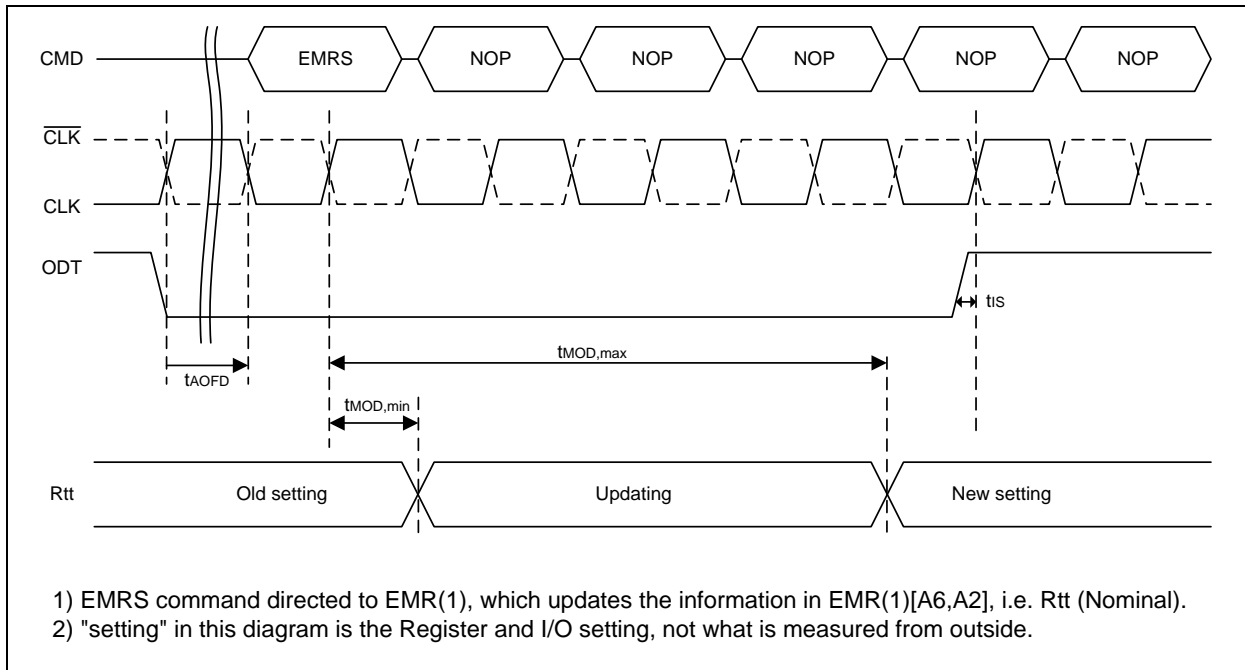 CMD EMRS NOP NOP NOP NOP NOP
CLK
CLK
ODT
tIS
tMOD,max
tAOFD
tMOD,min
Rtt Old setting Updating New setting
1) EMRS command directed to EMR(1), which updates the information in EMR(1)[A6,A2], i.e. Rtt (Nominal).
2) "setting" in this diagram is the Register and I/O setting, not what is measured from outside.